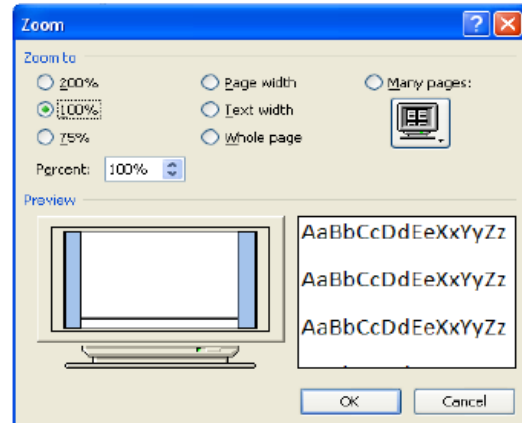 Zoom
Zoom to
200% Page width Many pages:
100% Text width
75% Whole page
Percent: 100%
Preview
AaBbCcDdEeXxYyZz
AaBbCcDdEeXxYyZz
AaBbCcDdEeXxYyZz
OK Cancel